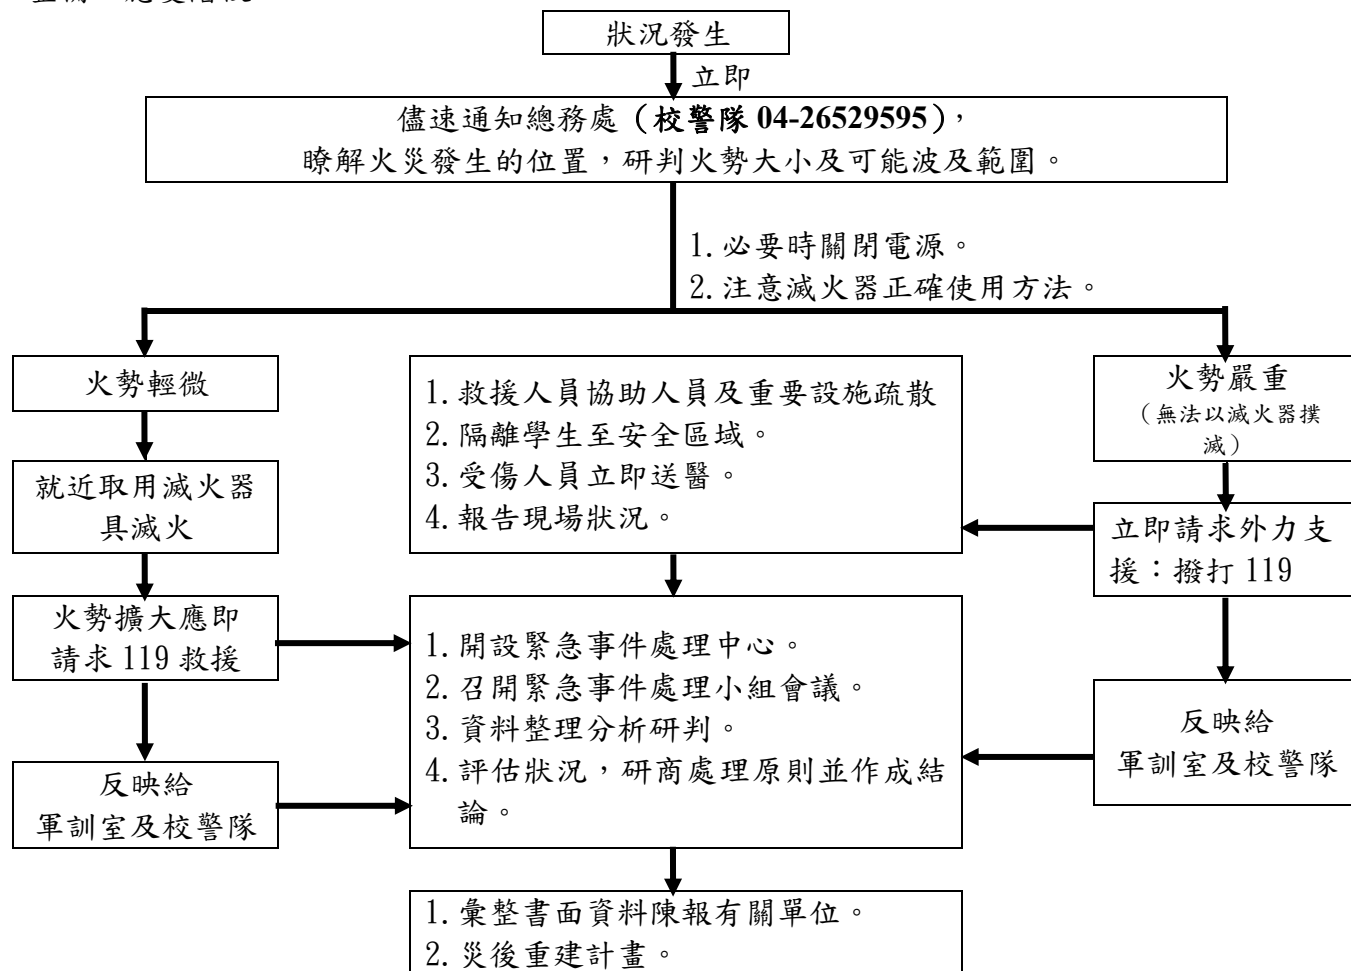 狀況發生
立即
儘速通知總務處（校警隊 04-26529595），
瞭解火災發生的位置，研判火勢大小及可能波及範圍。
1. 必要時關閉電源。
2. 注意滅火器正確使用方法。
火勢輕微
就近取用滅火器
具滅火
火勢擴大應即
請求 119 救援
反映給
軍訓室及校警隊
1. 救援人員協助人員及重要設施疏散
2. 隔離學生至安全區域。
3. 受傷人員立即送醫。
4. 報告現場狀況。
火勢嚴重
（無法以滅火器撲
滅）
立即請求外力支
援：撥打 119
反映給
軍訓室及校警隊
1. 開設緊急事件處理中心。
2. 召開緊急事件處理小組會議。
3. 資料整理分析研判。
4. 評估狀況，研商處理原則並作成結
論。
1. 彙整書面資料陳報有關單位。
2. 災後重建計畫。